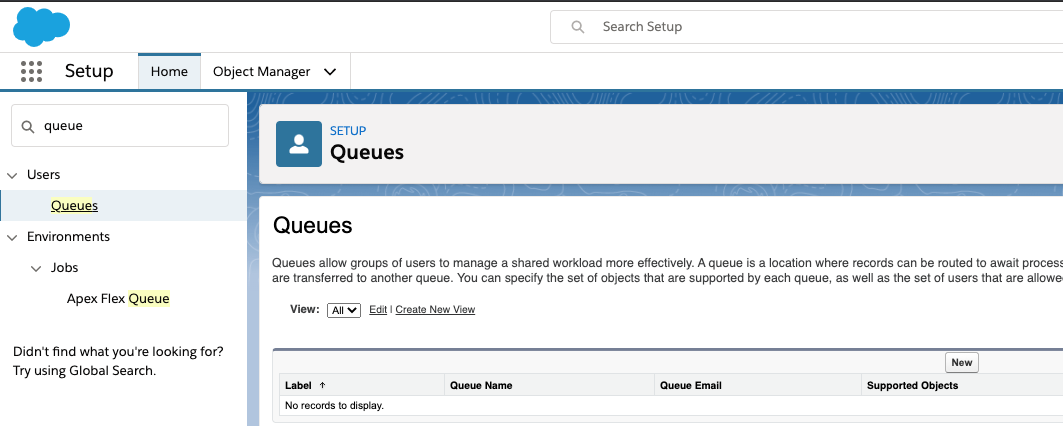 Search Setup
Setup
Home
Object Manager
queue
Users
Queues
Environments
Jobs
Apex Flex Queue
Didn't find what you're looking for?
Try using Global Search.
SETUP
Queues
Queues
Queues allow groups of users to manage a shared workload more effectively. A queue is a location where records can be routed to await process
are transferred to another queue. You can specify the set of objects that are supported by each queue, as well as the set of users that are allowe
View: All Edit | Create New View
New
Label ↑ Queue Name Queue Email Supported Objects
No records to display.